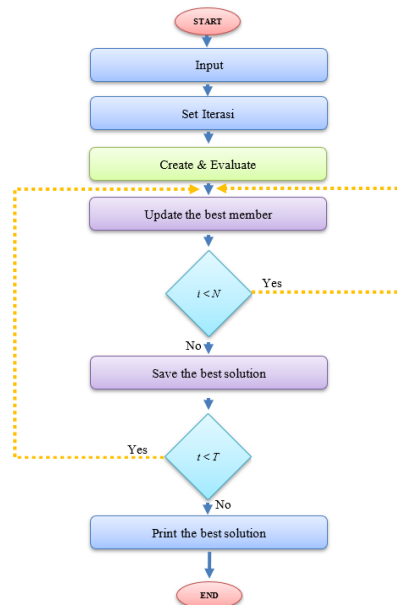 START
Input
Set Iterasi
Create & Evaluate
Update the best member
i < N
Yes
No
Save the best solution
t < T
Yes
No
Print the best solution
END